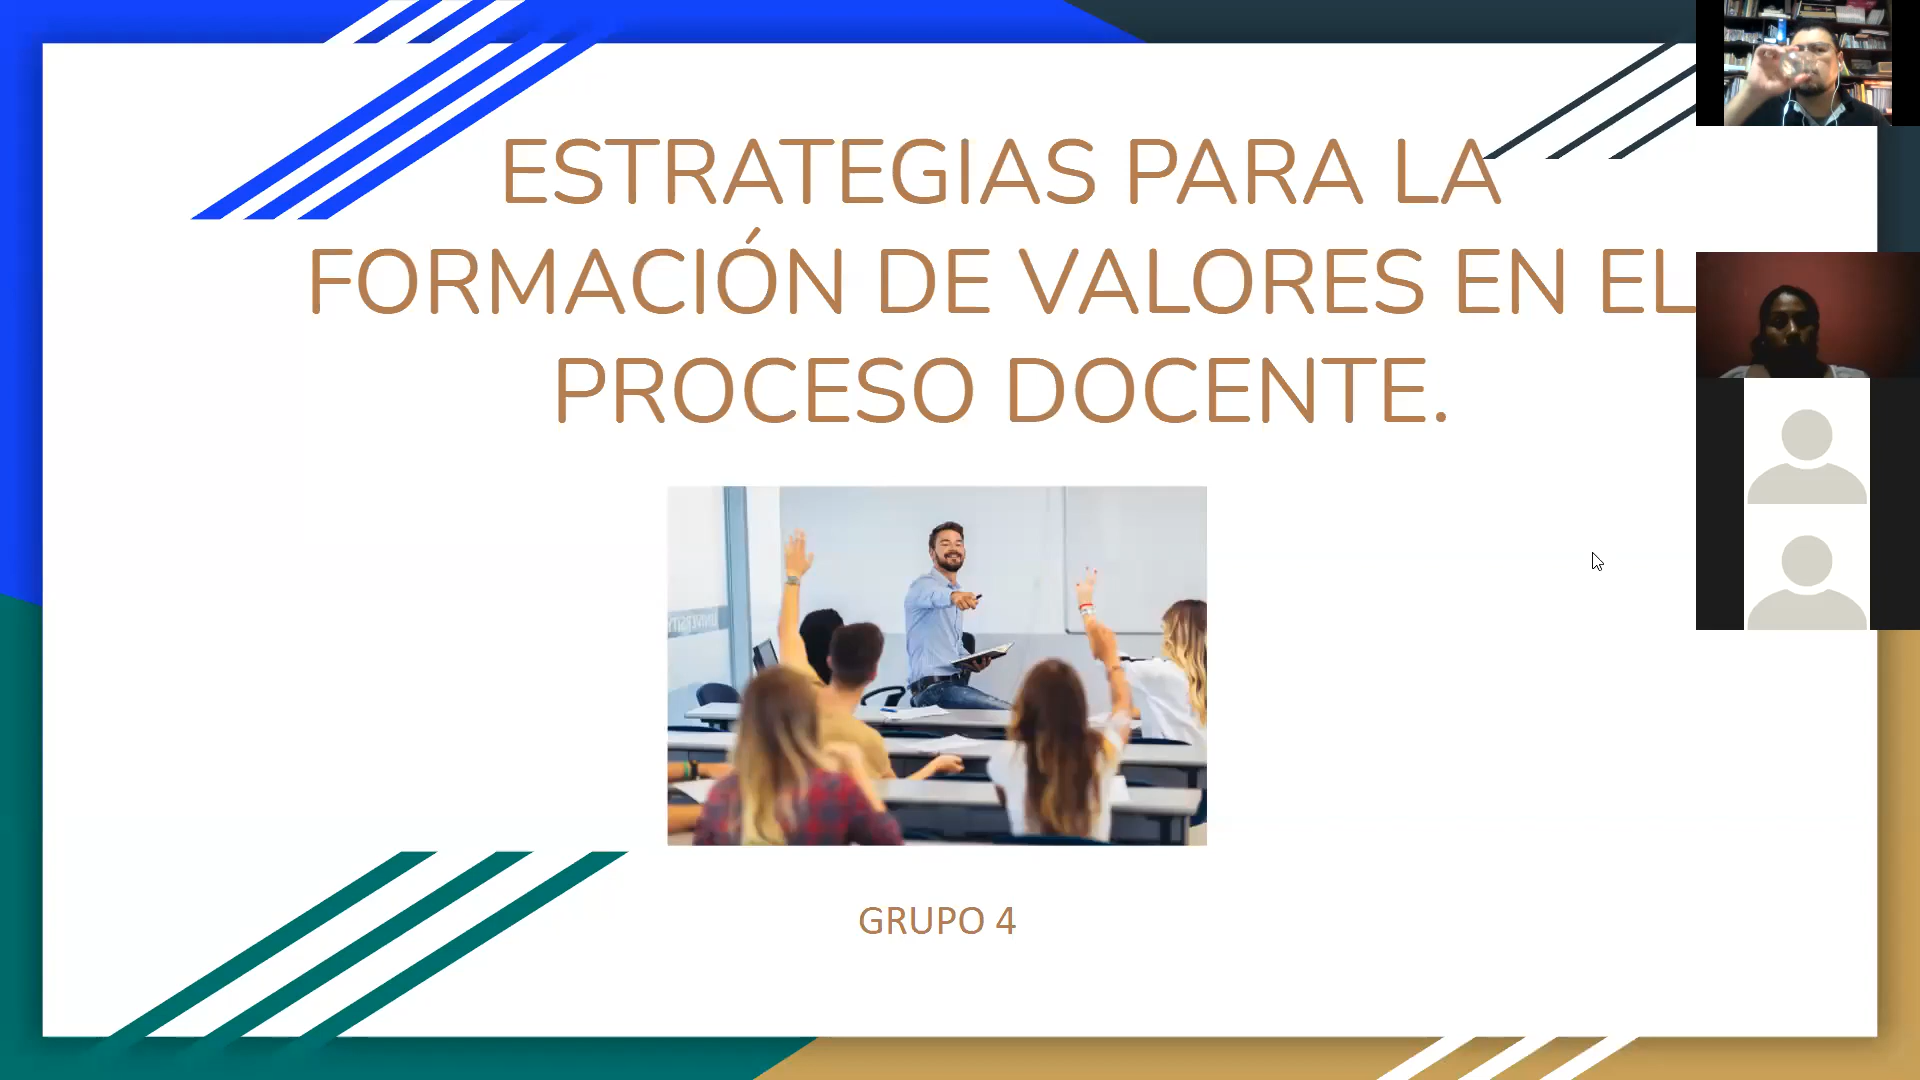 ESTRATEGIAS PARA LA
FORMACIÓN DE VALORES EN EL
PROCESO DOCENTE.
GRUPO 4